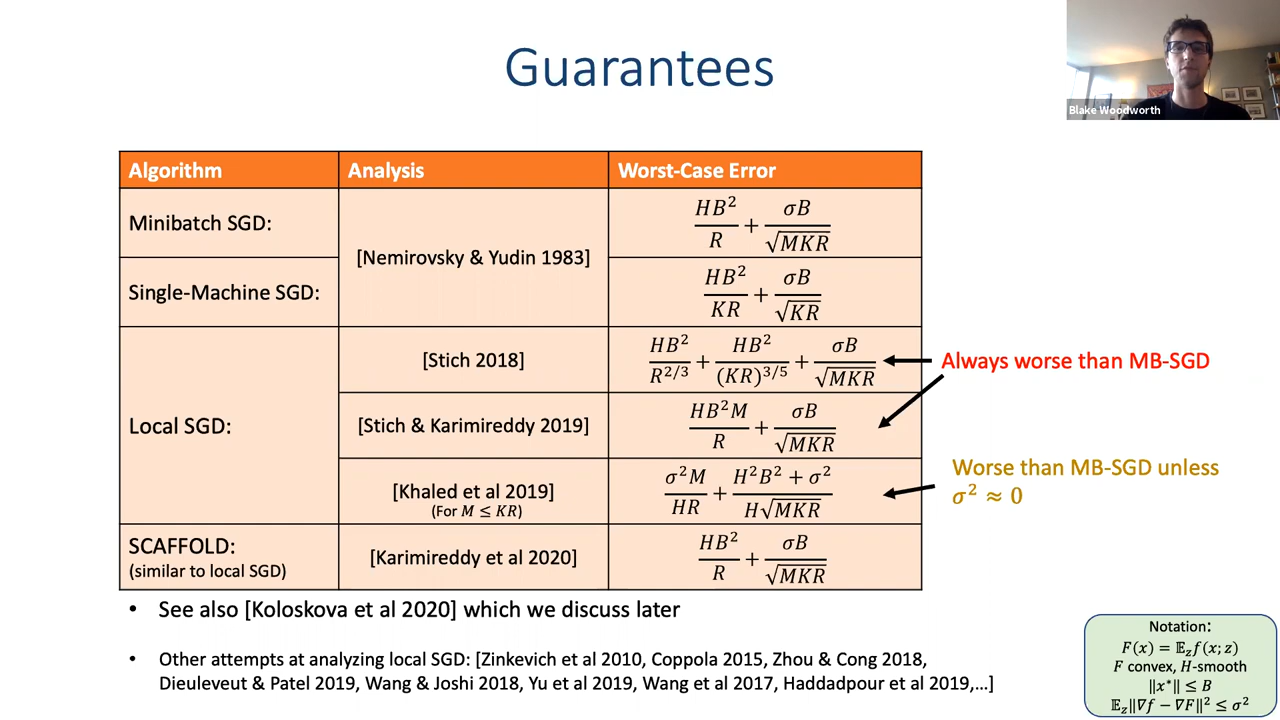 Guarantees
Blake Woodworth
Algorithm Analysis Worst-Case Error
Minibatch SGD: [Nemirovsky & Yudin 1983] HB²/R + σB/√MKR
Single-Machine SGD: HB²/KR + σB/√KR
Local SGD: [Stich 2018] HB²/R^{2/3} + HB²/(KR)^{3/5} + σB/√MKR
Always worse than MB-SGD
[Stich & Karimireddy 2019] HB²M/R + σB/√MKR
[Khaled et al 2019] σ²M/HR + H²B² + σ²/H√MKR
(For M ≤ KR)
Worse than MB-SGD unless
σ² ≈ 0
SCAFFOLD: [Karimireddy et al 2020] HB²/R + σB/√MKR
(similar to local SGD)
• See also [Koloskova et al 2020] which we discuss later
• Other attempts at analyzing local SGD: [Zinkevich et al 2010, Coppola 2015, Zhou & Cong 2018,
Dieuleveut & Patel 2019, Wang & Joshi 2018, Yu et al 2019, Wang et al 2017, Haddadpour et al 2019,…]
Notation:
F(x) = 𝔼_z f(x; z)
F convex, H-smooth
‖x*‖ ≤ B
𝔼_z‖∇f − ∇F‖² ≤ σ²